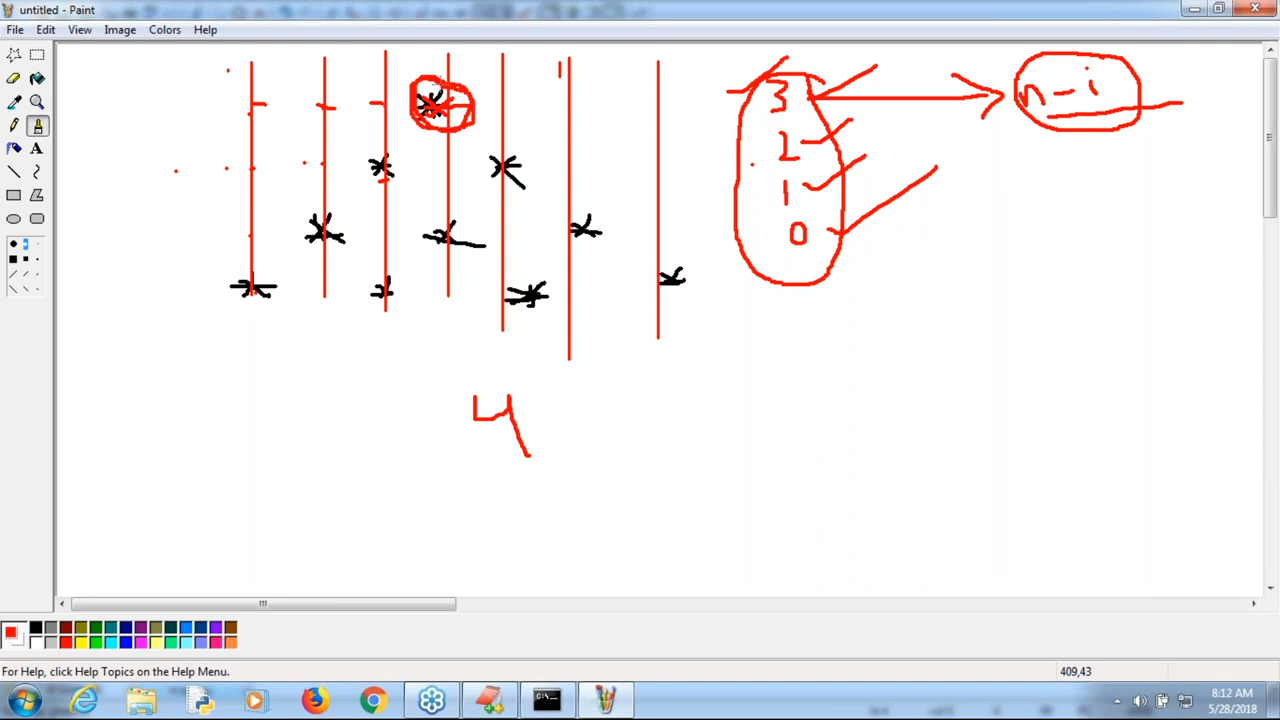 untitled - Paint
File Edit View Image Colors Help
3 n-i
2
1
0
4
For Help, click Help Topics on the Help Menu. 409,43
8:12 AM
5/28/2018